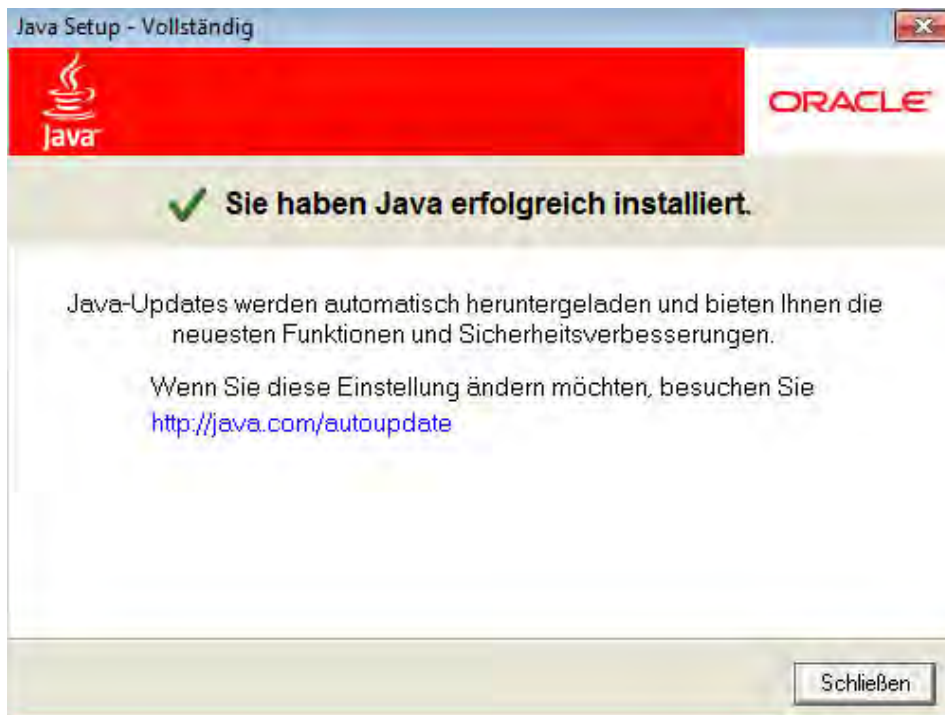 Java Setup - Vollständig
Java
ORACLE
Sie haben Java erfolgreich installiert.
Java-Updates werden automatisch heruntergeladen und bieten Ihnen die
neuesten Funktionen und Sicherheitsverbesserungen.
Wenn Sie diese Einstellung ändern möchten, besuchen Sie
http://java.com/autoupdate
Schließen